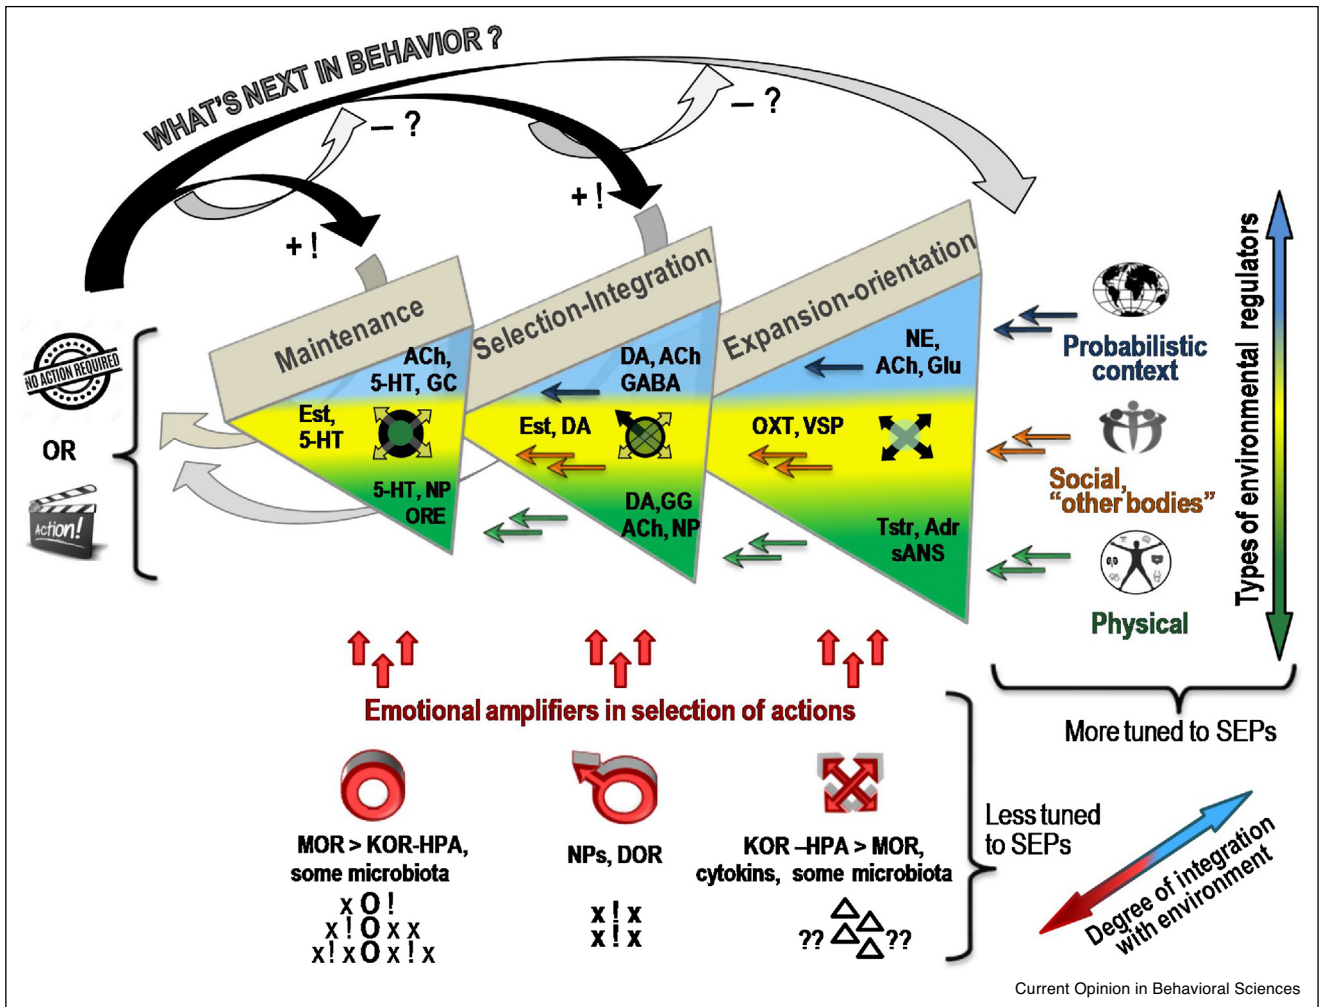 WHAT'S NEXT IN BEHAVIOR ?
– ?
– ?
+ !
+ !
Maintenance
Selection-Integration
Expansion-orientation
ACh,
5-HT, GC
Est,
5-HT
5-HT, NP
ORE
DA, ACh
GABA
Est, DA
DA,GG
ACh, NP
NE,
ACh, Glu
OXT, VSP
Tstr, Adr
sANS
NO ACTION REQUIRED
OR
Action!
Probabilistic
context
Social,
“other bodies”
Physical
Types of environmental regulators
More tuned to SEPs
Emotional amplifiers in selection of actions
MOR > KOR-HPA,
some microbiota
x O !
x ! O x x
x ! x O x ! x
NPs, DOR
x ! x
x ! x
KOR –HPA > MOR,
cytokins, some microbiota
?? ??
Less tuned
to SEPs
Degree of integration
with environment
Current Opinion in Behavioral Sciences